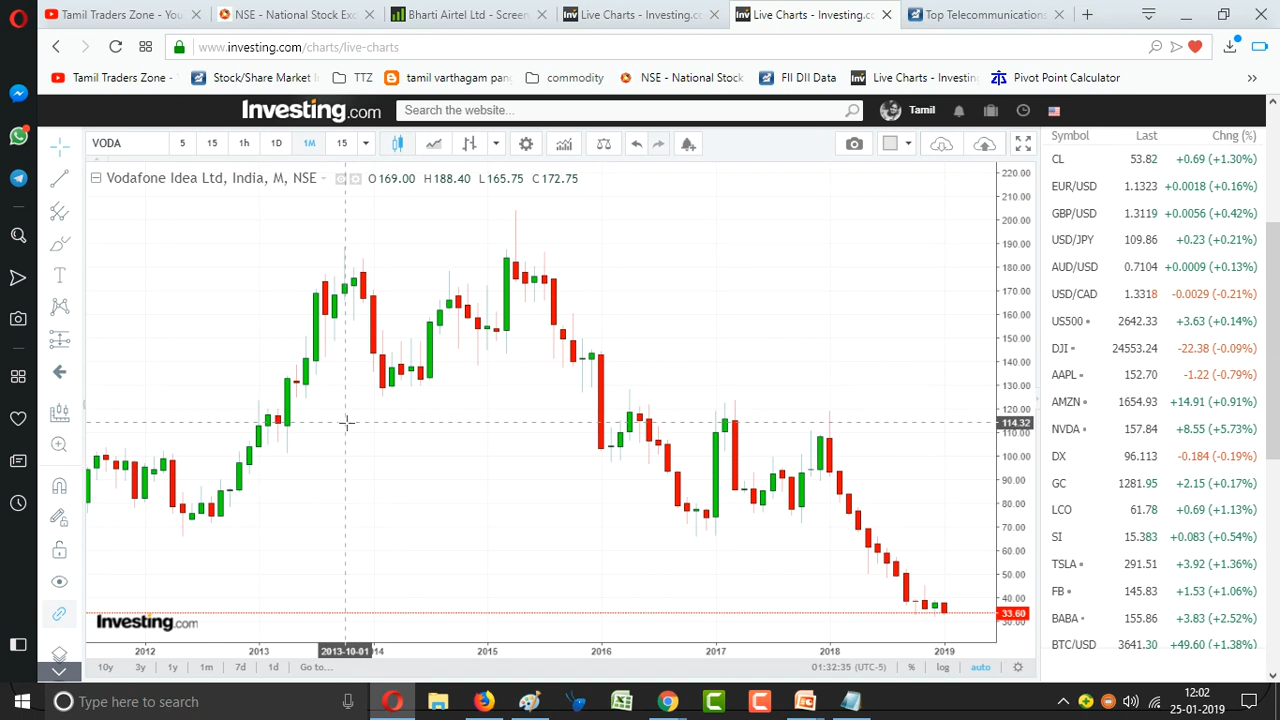 Tamil Traders Zone - You
NSE - National Stock Exc
Bharti Airtel Ltd - Screen
Live Charts - Investing.com
Live Charts - Investing.co
Top Telecommunications
www.investing.com/charts/live-charts
Tamil Traders Zone -
Stock/Share Market I
TTZ
tamil varthagam pan
commodity
NSE - National Stock
FII DII Data
Live Charts - Investin
Pivot Point Calculator
Investing.com
Search the website...
Tamil
VODA 5 15 1h 1D 1M 15
Vodafone Idea Ltd, India, M, NSE O169.00 H188.40 L165.75 C172.75
220.00
210.00
200.00
190.00
180.00
170.00
160.00
150.00
140.00
130.00
120.00
114.32
110.00
100.00
90.00
80.00
70.00
60.00
50.00
40.00
33.60
30.00
Investing.com
2012 2013 2013-10-01 14 2015 2016 2017 2018 2019
10y 3y 1y 1m 7d 1d Go to... 01:32:35 (UTC-5) % log auto
Symbol Last Chng (%)
CL 53.82 +0.69 (+1.30%)
EUR/USD 1.1323 +0.0018 (+0.16%)
GBP/USD 1.3119 +0.0056 (+0.42%)
USD/JPY 109.86 +0.23 (+0.21%)
AUD/USD 0.7104 +0.0009 (+0.13%)
USD/CAD 1.3318 -0.0029 (-0.21%)
US500 2642.33 +3.63 (+0.14%)
DJI 24553.24 -22.38 (-0.09%)
AAPL 152.70 -1.22 (-0.79%)
AMZN 1654.93 +14.91 (+0.91%)
NVDA 157.84 +8.55 (+5.73%)
DX 96.113 -0.184 (-0.19%)
GC 1281.95 +2.15 (+0.17%)
LCO 61.78 +0.69 (+1.13%)
SI 15.383 +0.083 (+0.54%)
TSLA 291.51 +3.92 (+1.36%)
FB 145.83 +1.53 (+1.06%)
BABA 155.86 +3.83 (+2.52%)
BTC/USD 3641.30 +49.60 (+1.38%)
Type here to search
12:02
25-01-2019